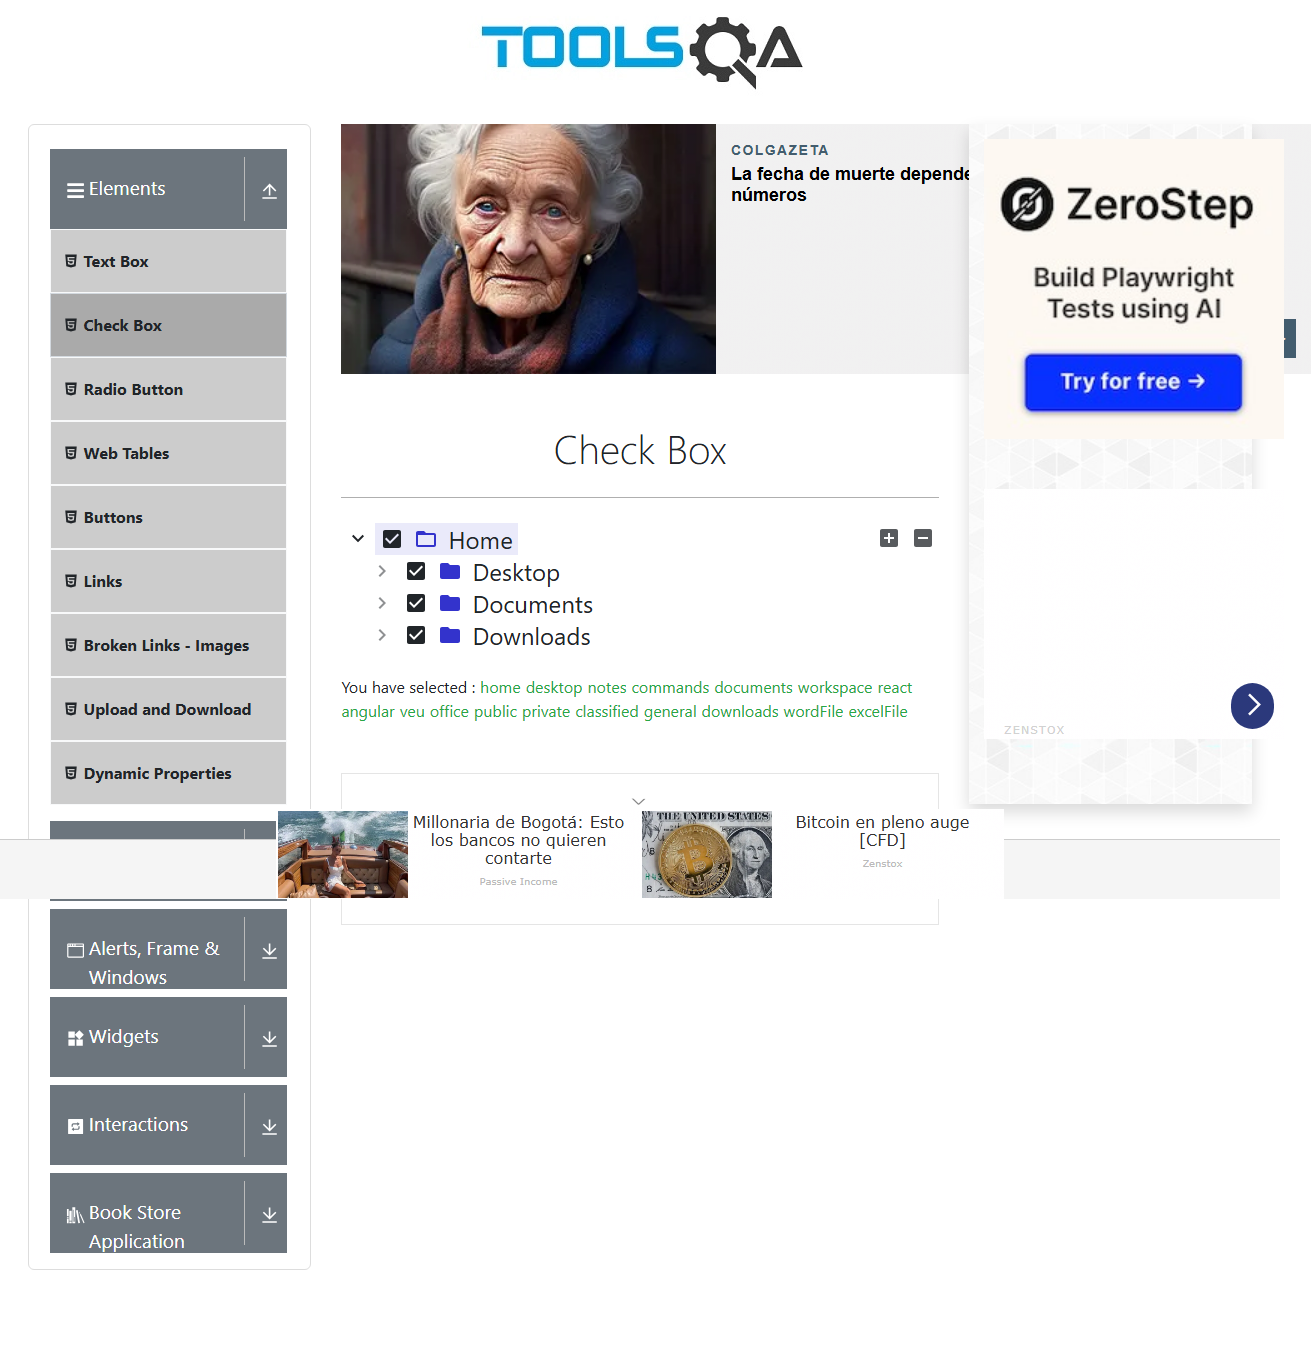 TOOLSQA
Elements
Text Box
Check Box
Radio Button
Web Tables
Buttons
Links
Broken Links - Images
Upload and Download
Dynamic Properties
Alerts, Frame &
Windows
Widgets
Interactions
Book Store
Application
COLGAZETA
La fecha de muerte depende
números
Check Box
Home
Desktop
Documents
Downloads
You have selected : home desktop notes commands documents workspace react
angular veu office public private classified general downloads wordFile excelFile
ZeroStep
Build Playwright
Tests using AI
Try for free →
ZENSTOX
Millonaria de Bogotá: Esto
los bancos no quieren
contarte
Passive Income
THE UNITED STATES
Bitcoin en pleno auge
[CFD]
Zenstox